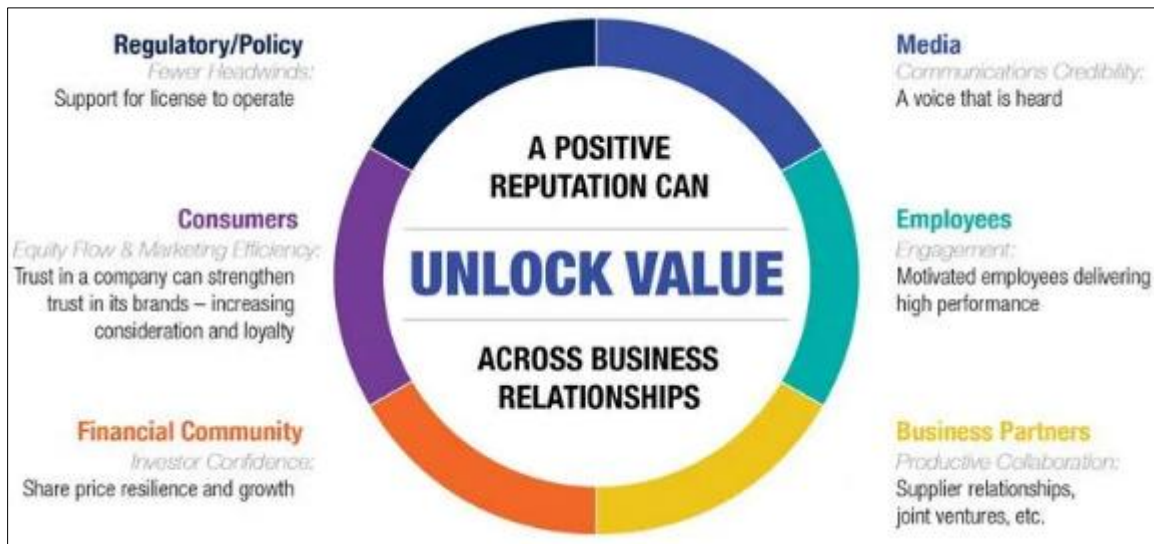 Regulatory/Policy
Fewer Headwinds:
Support for license to operate
Consumers
Equity Flow & Marketing Efficiency:
Trust in a company can strengthen
trust in its brands – increasing
consideration and loyalty
Financial Community
Investor Confidence:
Share price resilience and growth
A POSITIVE
REPUTATION CAN
UNLOCK VALUE
ACROSS BUSINESS
RELATIONSHIPS
Media
Communications Credibility:
A voice that is heard
Employees
Engagement:
Motivated employees delivering
high performance
Business Partners
Productive Collaboration:
Supplier relationships,
joint ventures, etc.